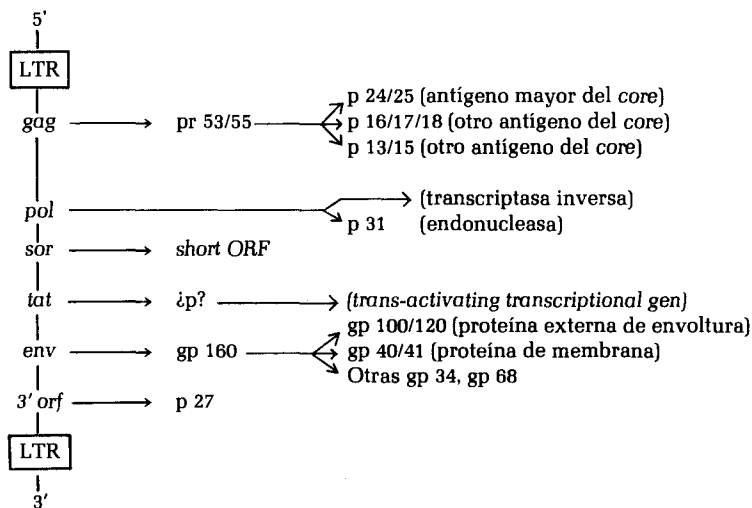 5'
LTR
gag pr 53/55 p 24/25 (antígeno mayor del core)
p 16/17/18 (otro antígeno del core)
p 13/15 (otro antígeno del core)
pol (transcriptasa inversa)
p 31 (endonucleasa)
sor short ORF
tat ¿p? (trans-activating transcriptional gen)
env gp 160 gp 100/120 (proteína externa de envoltura)
gp 40/41 (proteína de membrana)
Otras gp 34, gp 68
3' orf p 27
LTR
3'